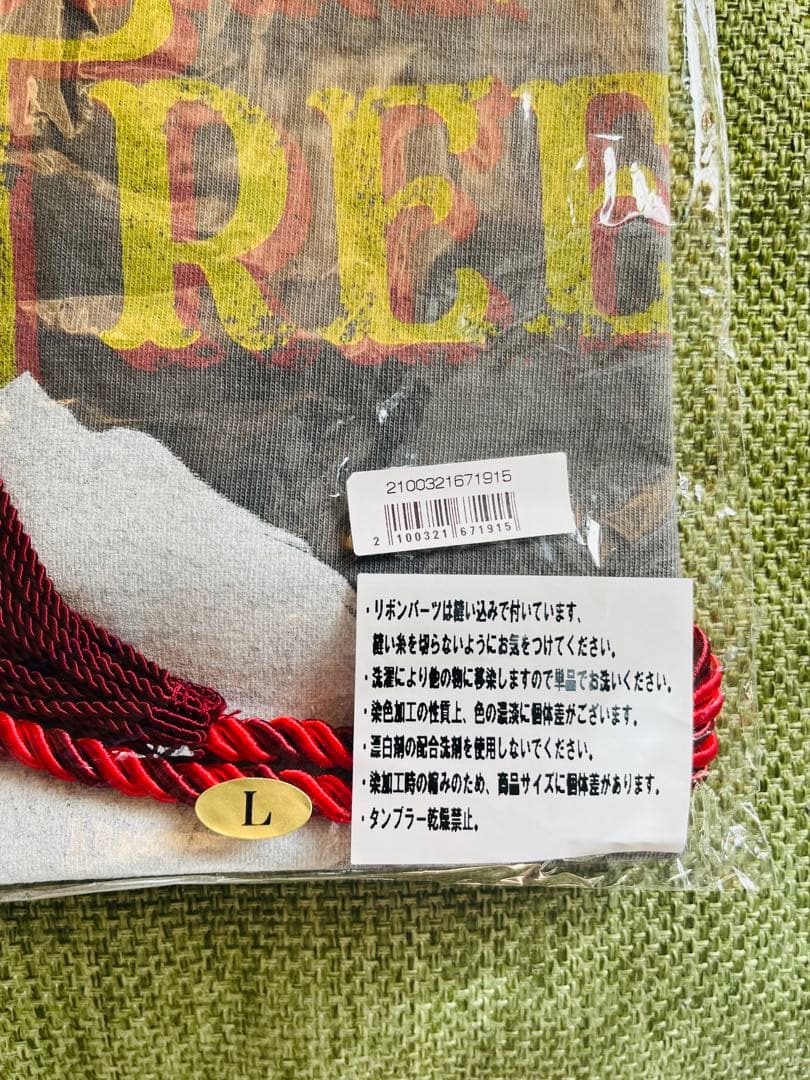 REE
2100321671915
2 100321 671915
・リボンパーツは縫い込みで付いています、
縫い糸を切らないようにお気をつけてください。
・洗濯により他の物に移染しますので単品でお洗いください。
・染色加工の性質上、色の濃淡に個体差がございます。
・漂白剤の配合洗剤を使用しないでください。
・染加工時の縮みのため、商品サイズに個体差があります。
・タンブラー乾燥禁止。
L